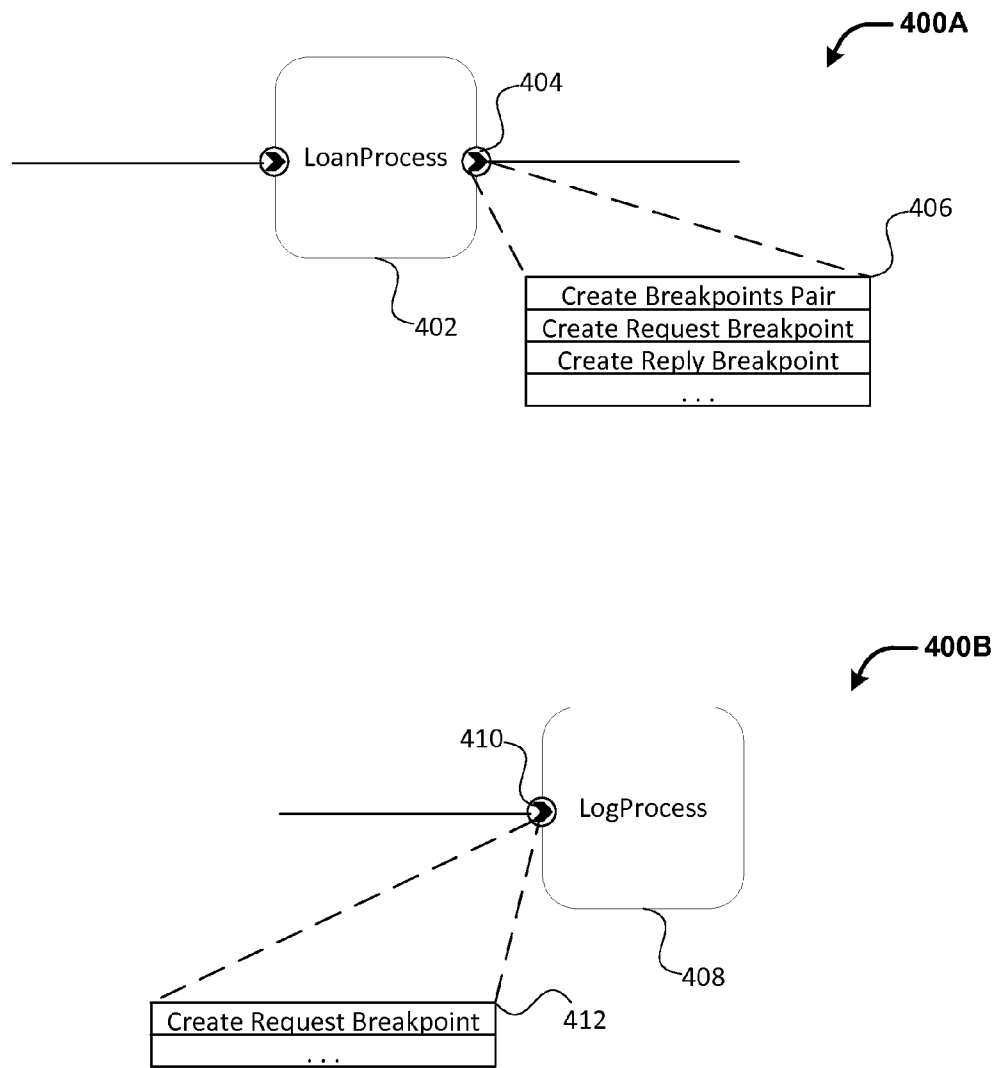 400A
404
LoanProcess
406
402
Create Breakpoints Pair
Create Request Breakpoint
Create Reply Breakpoint
. . .
400B
410
LogProcess
408
412
Create Request Breakpoint
. . .